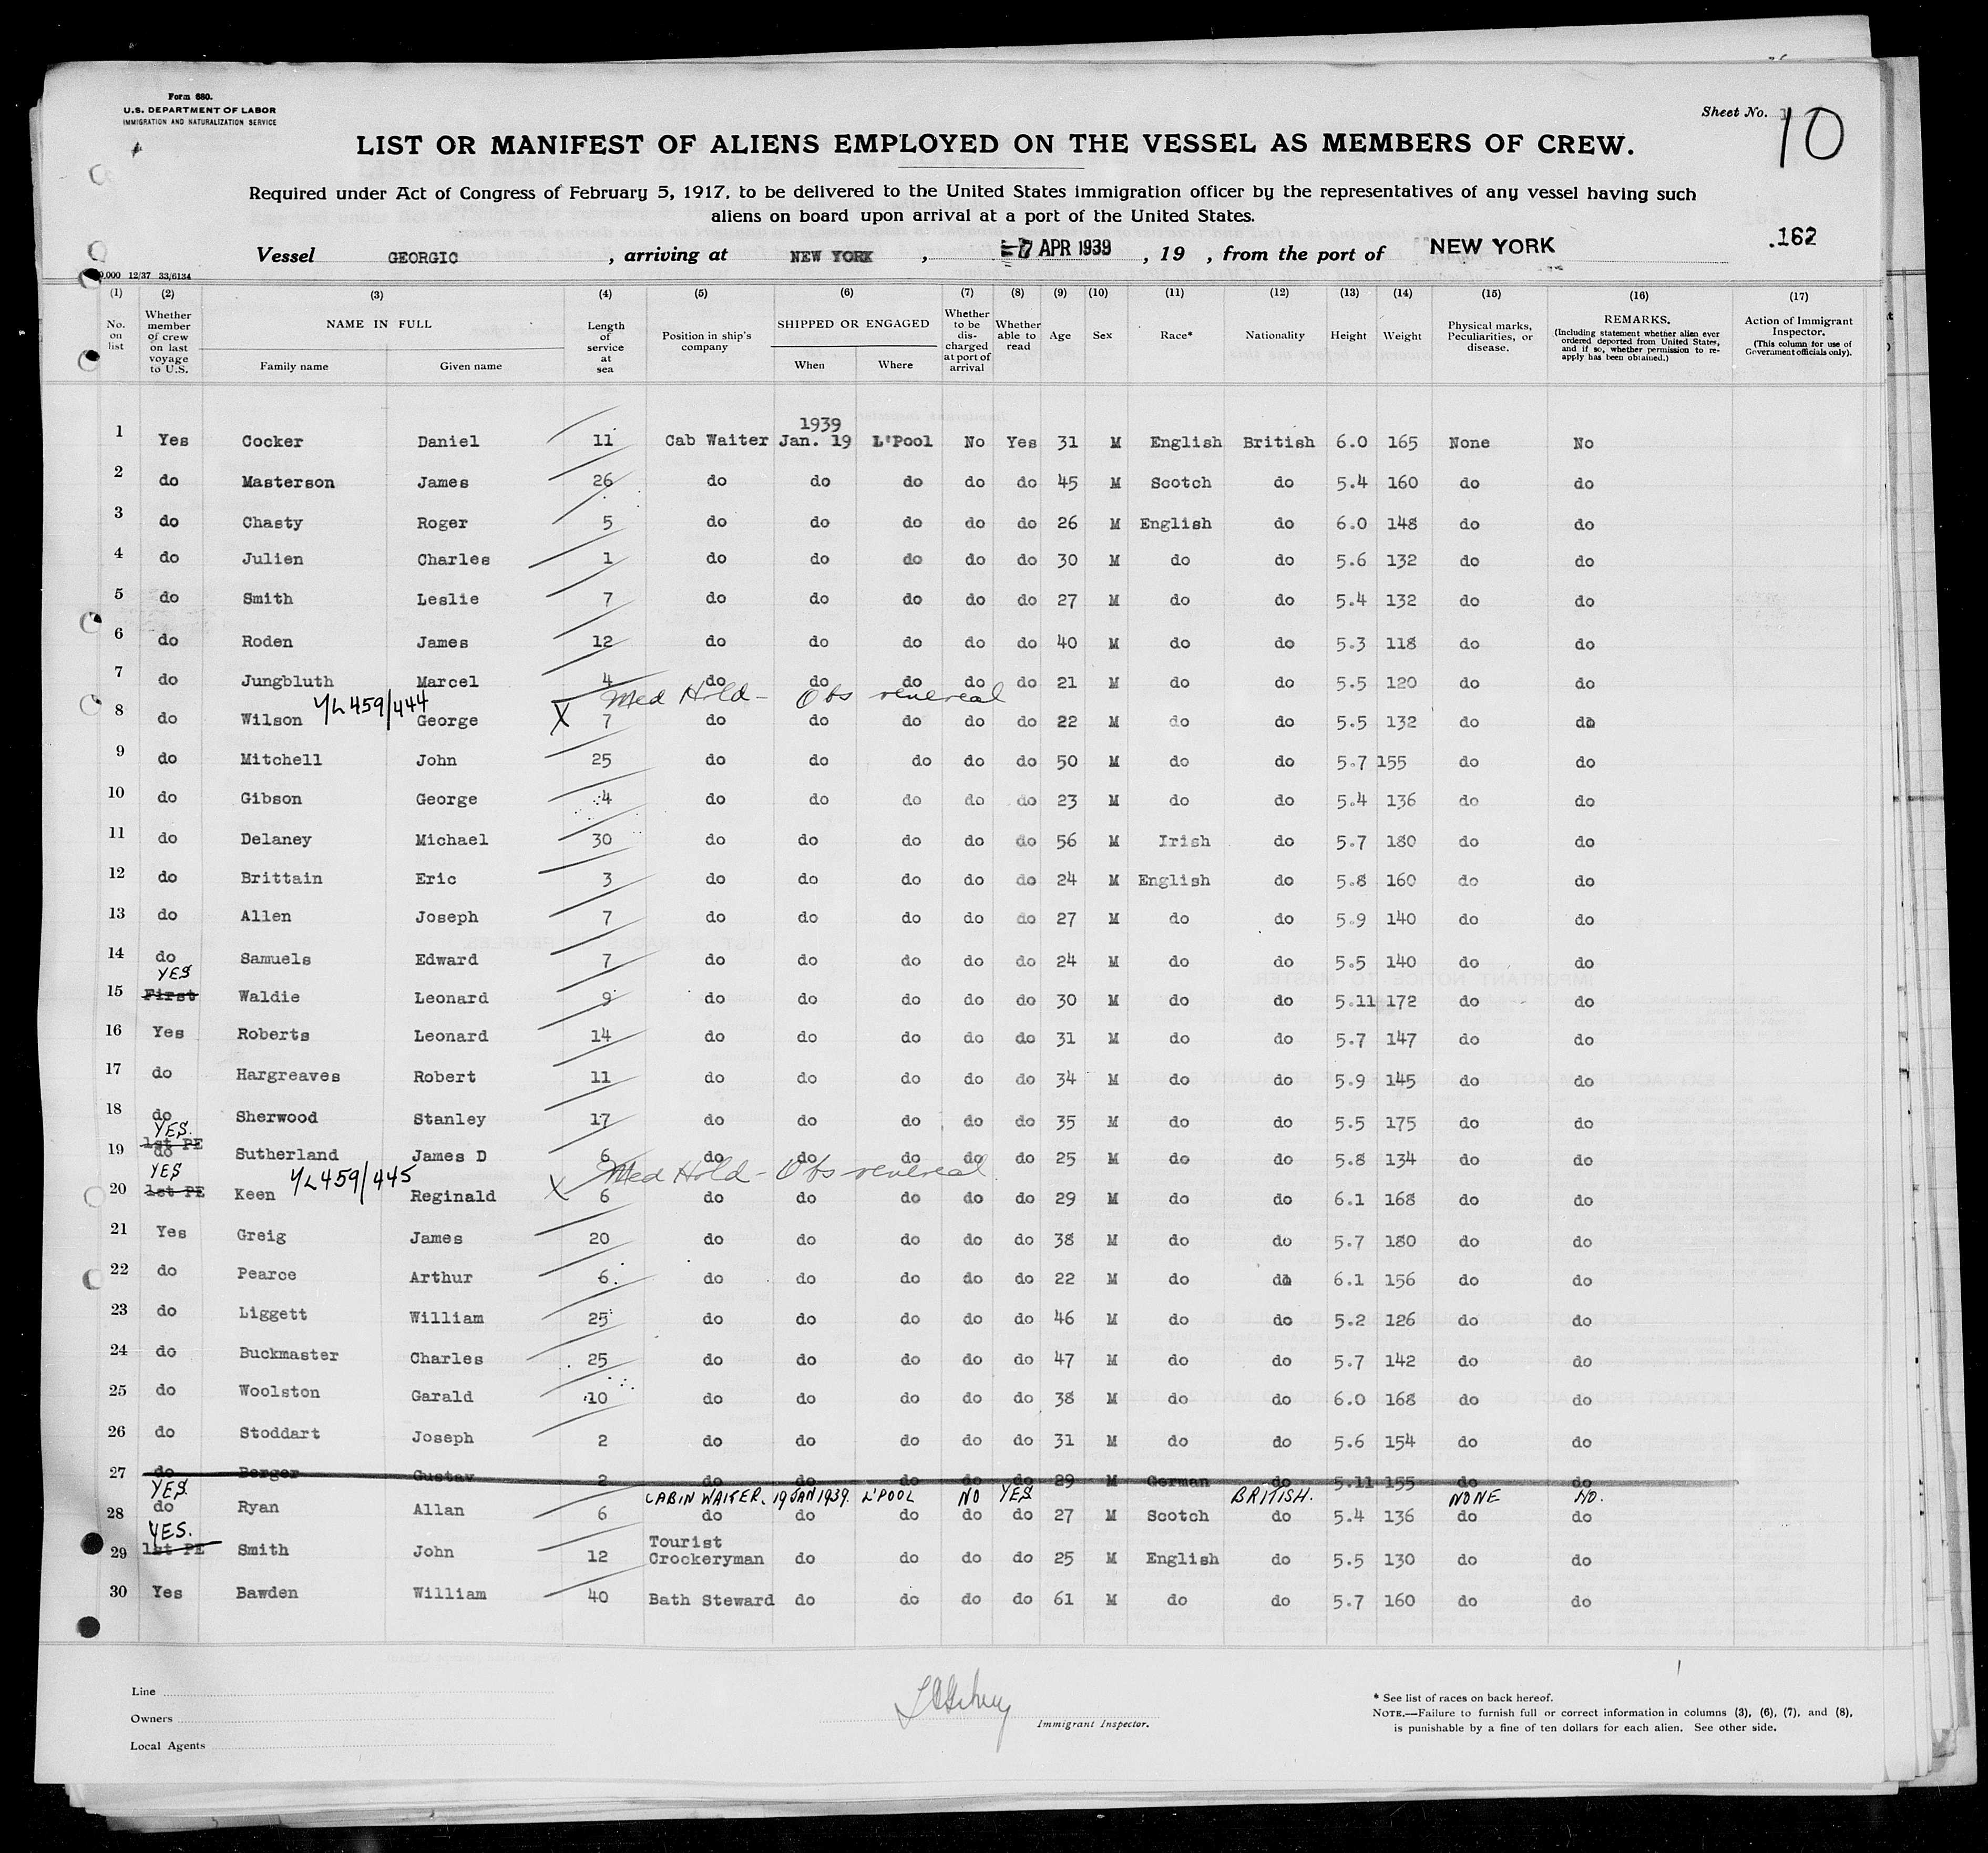 Form 680.
U.S. DEPARTMENT OF LABOR
IMMIGRATION AND NATURALIZATION SERVICE
Sheet No. 10
LIST OR MANIFEST OF ALIENS EMPLOYED ON THE VESSEL AS MEMBERS OF CREW.
Required under Act of Congress of February 5, 1917, to be delivered to the United States immigration officer by the representatives of any vessel having such
aliens on board upon arrival at a port of the United States.
.162
Vessel GEORGIC , arriving at NEW YORK , -7 APR 1939 , 19 , from the port of NEW YORK
12/37 33/6134
(1) (2) (3) (4) (5) (6) (7) (8) (9) (10) (11) (12) (13) (14) (15) (16) (17)
No. on list
Whether member of crew on last voyage to U.S.
NAME IN FULL
Family name Given name
Length of service at sea
Position in ship's company
SHIPPED OR ENGAGED
When Where
Whether to be discharged at port of arrival
Whether able to read
Age
Sex
Race*
Nationality
Height
Weight
Physical marks, Peculiarities, or disease.
REMARKS.
(Including statement whether alien ever ordered deported from United States, and if so, whether permission to re-apply has been obtained.)
Action of Immigrant Inspector.
(This column for use of Government officials only).
1939
1 Yes Cocker Daniel 11 Cab Waiter Jan. 19 L'Pool No Yes 31 M English British 6.0 165 None No
2 do Masterson James 26 do do do do do 45 M Scotch do 5.4 160 do do
3 do Chasty Roger 5 do do do do do 26 M English do 6.0 148 do do
4 do Julien Charles 1 do do do do do 30 M do do 5.6 132 do do
5 do Smith Leslie 7 do do do do do 27 M do do 5.4 132 do do
6 do Roden James 12 do do do do do 40 M do do 5.3 118 do do
7 do Jungbluth Marcel 4 do do do do do 21 M do do 5.5 120 do do
459/444 Med Hold - Obs venereal
8 do Wilson George X 7 do do do do do 22 M do do 5.5 132 do do
9 do Mitchell John 25 do do do do do 50 M do do 5.7 155 do do
10 do Gibson George 4 do do do do do 23 M do do 5.4 136 do do
11 do Delaney Michael 30 do do do do do 56 M Irish do 5.7 180 do do
12 do Brittain Eric 3 do do do do do 24 M English do 5.8 160 do do
13 do Allen Joseph 7 do do do do do 27 M do do 5.9 140 do do
14 do Samuels Edward 7 do do do do do 24 M do do 5.5 140 do do
YES
15 First Waldie Leonard 9 do do do do do 30 M do do 5.11 172 do do
16 Yes Roberts Leonard 14 do do do do do 31 M do do 5.7 147 do do
17 do Hargreaves Robert 11 do do do do do 34 M do do 5.9 145 do do
18 do Sherwood Stanley 17 do do do do do 35 M do do 5.5 175 do do
YES.
1st PE
19 do Sutherland James D 6 do do do do do 25 M do do 5.8 134 do do
YES 459/445 Med Hold - Obs venereal
20 1st PE Keen Reginald X 6 do do do do do 29 M do do 6.1 168 do do
21 Yes Greig James 20 do do do do do 38 M do do 5.7 180 do do
22 do Pearce Arthur 6 do do do do do 22 M do do 6.1 156 do do
23 do Liggett William 25 do do do do do 46 M do do 5.2 126 do do
24 do Buckmaster Charles 25 do do do do do 47 M do do 5.7 142 do do
25 do Woolston Garald 10 do do do do do 38 M do do 6.0 168 do do
26 do Stoddart Joseph 2 do do do do do 31 M do do 5.6 154 do do
27 do Berger Gustav 2 do do do do do 29 M German do 5.11 155 do do
YES. CABIN WAITER. 19 JAN 1939. L'POOL NO YES BRITISH. NONE NO.
28 do Ryan Allan 6 do do do do do 27 M Scotch do 5.4 136 do do
YES.
29 1st PE Smith John 12 Tourist Crockeryman do do do do 25 M English do 5.5 130 do do
30 Yes Bawden William 40 Bath Steward do do do do 61 M do do 5.7 160 do do
Line
Owners
Local Agents
Immigrant Inspector.
* See list of races on back hereof.
NOTE.—Failure to furnish full or correct information in columns (3), (6), (7), and (8),
is punishable by a fine of ten dollars for each alien. See other side.